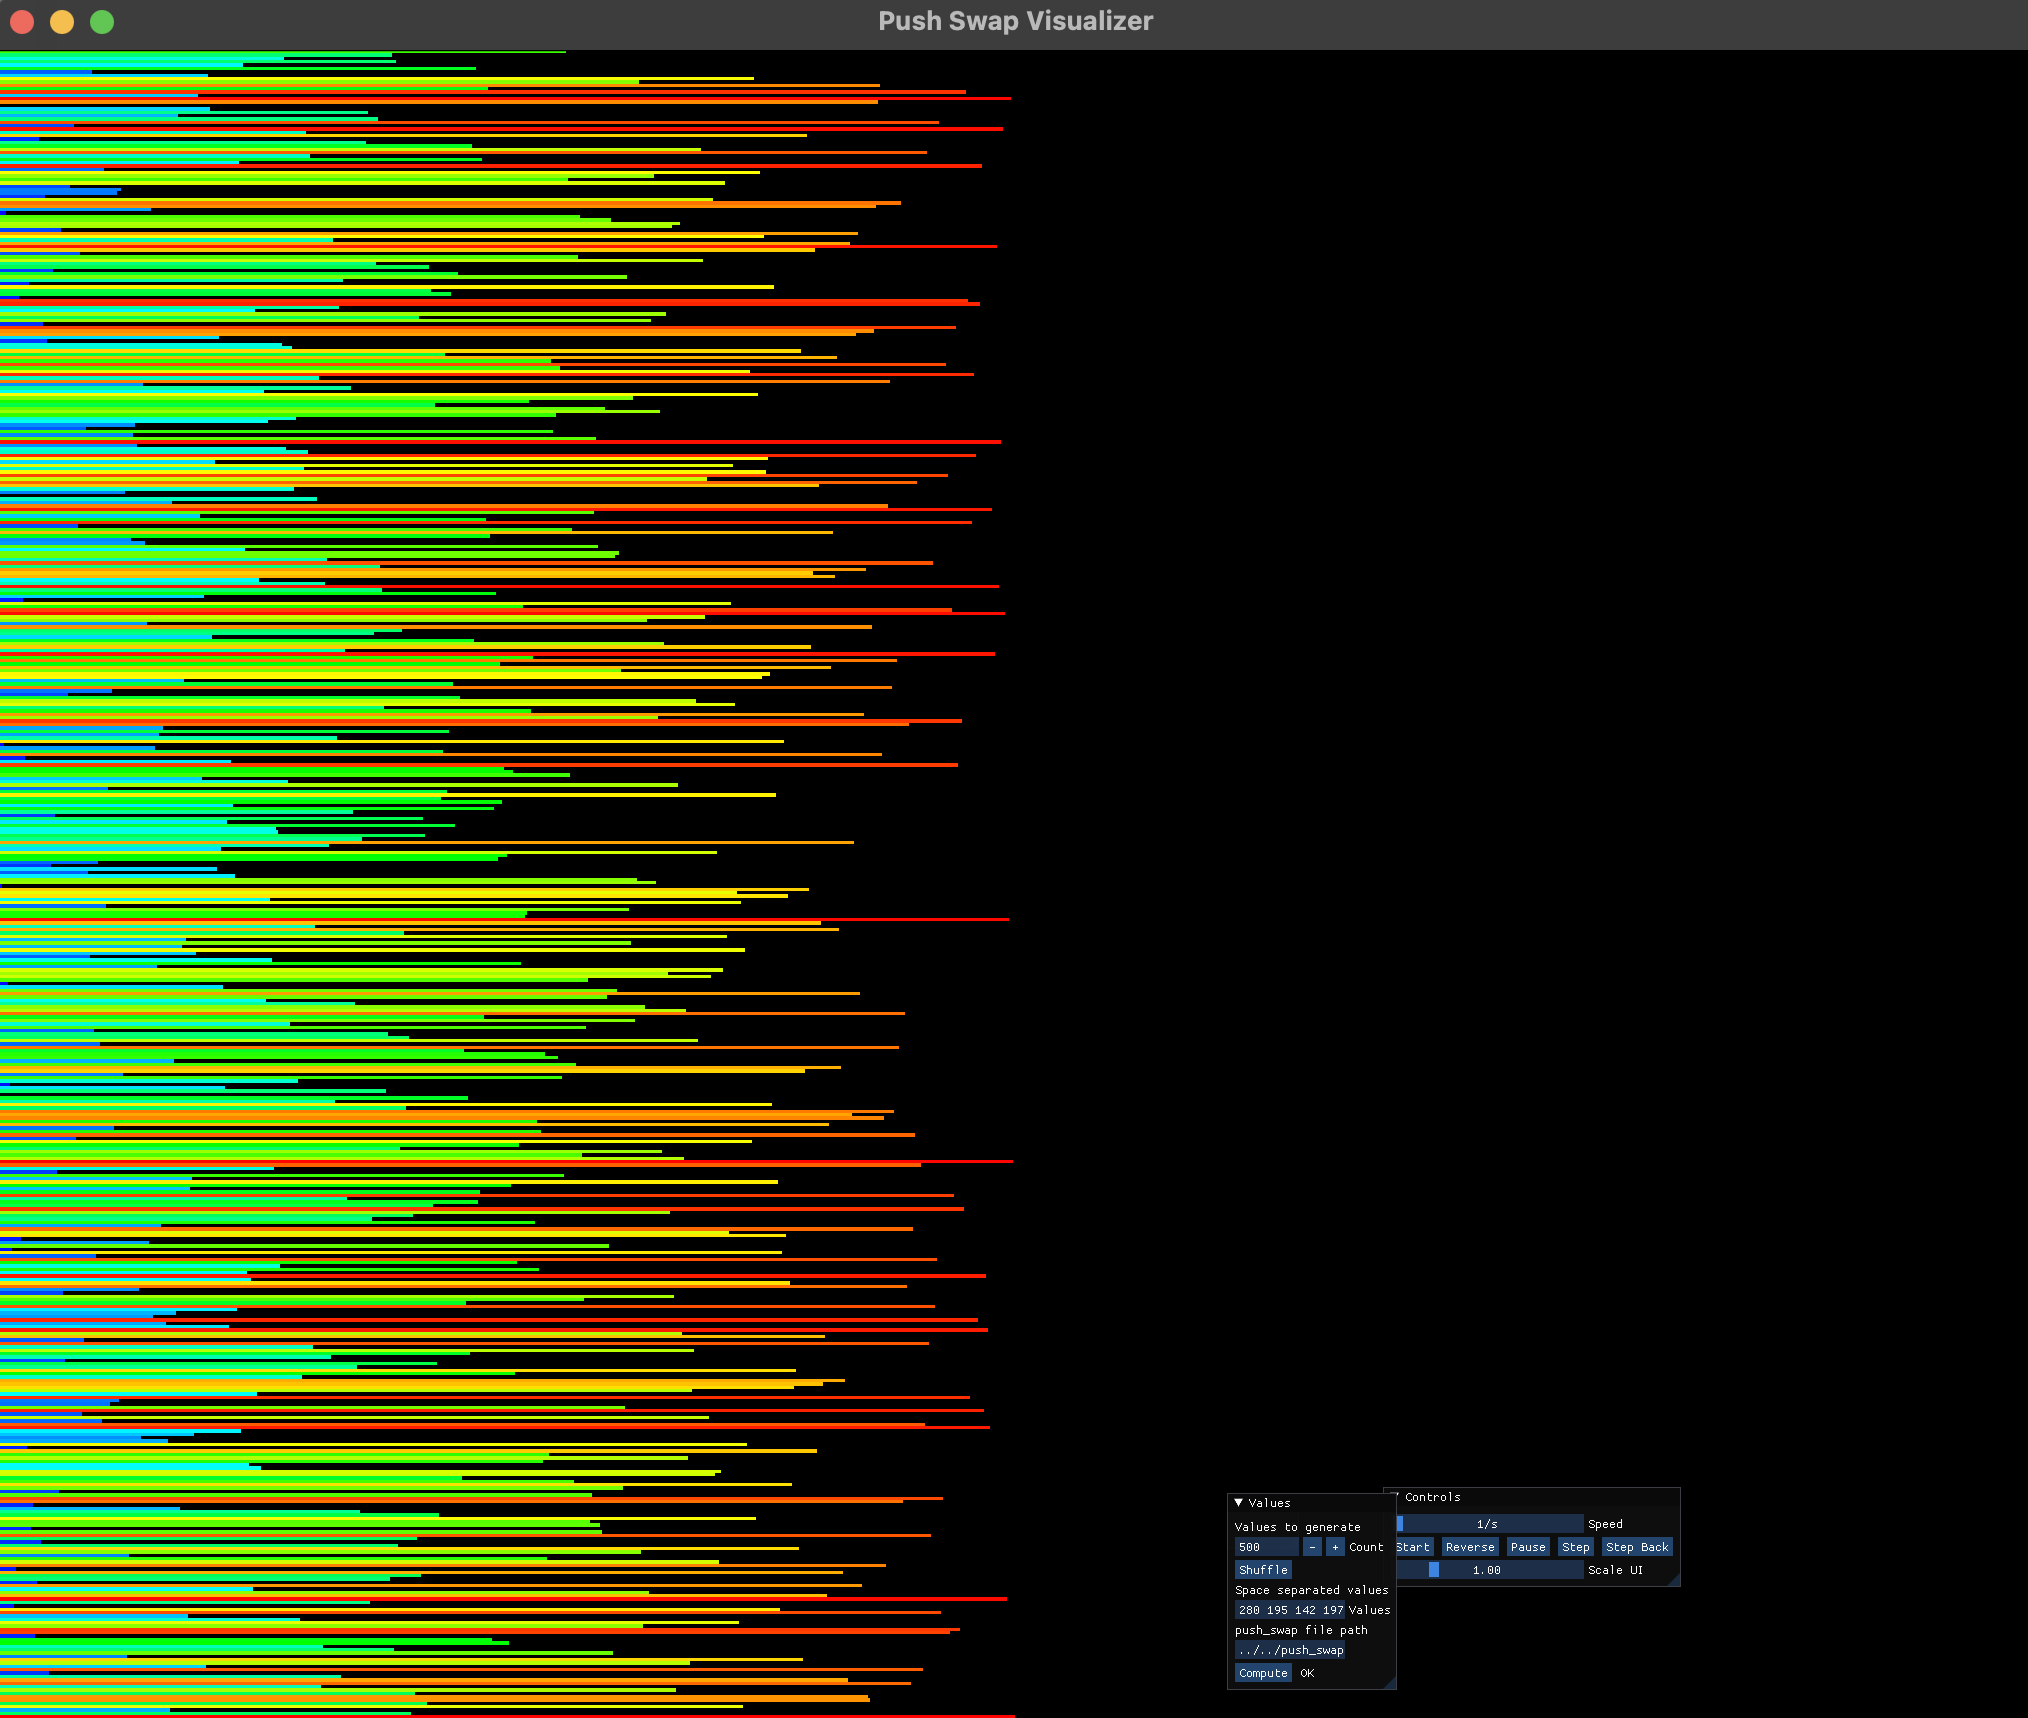 Push Swap Visualizer
Values
Values to generate
500 - + Count
Shuffle
Space separated values
280 195 142 197 Values
push_swap file path
../../push_swap
Compute OK
Controls
1/s Speed
Start Reverse Pause Step Step Back
1.00 Scale UI